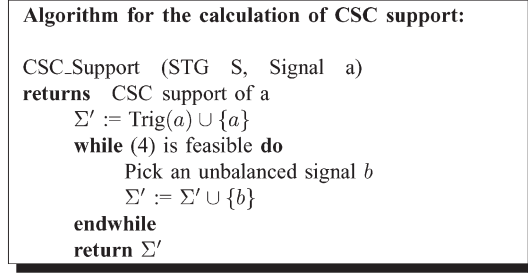 Algorithm for the calculation of CSC support:
CSC_Support (STG S, Signal a)
returns CSC support of a
Σ′ := Trig(a) ∪ {a}
while (4) is feasible do
Pick an unbalanced signal b
Σ′ := Σ′ ∪ {b}
endwhile
return Σ′